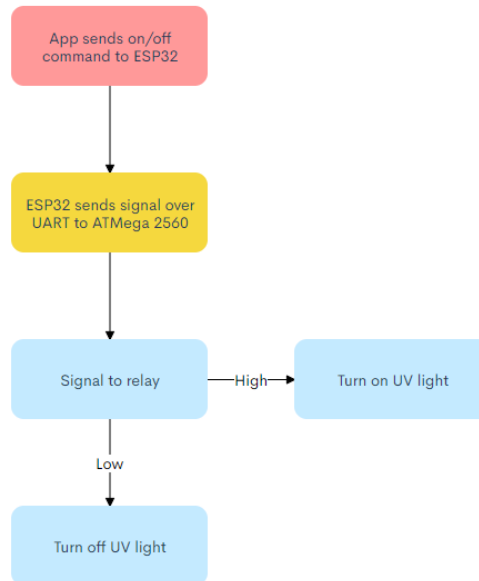 App sends on/off
command to ESP32
ESP32 sends signal over
UART to ATMega 2560
Signal to relay
High
Turn on UV light
Low
Turn off UV light